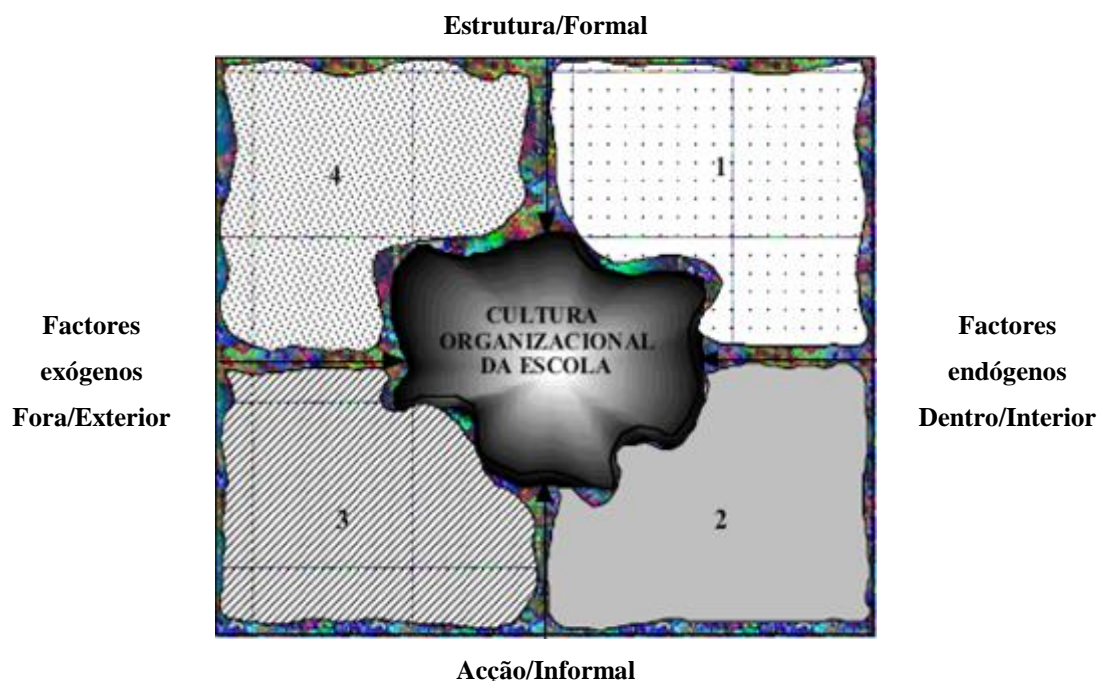 Estrutura/Formal
4
1
Factores
exógenos
Fora/Exterior
CULTURA
ORGANIZACIONAL
DA ESCOLA
Factores
endógenos
Dentro/Interior
3
2
Acção/Informal